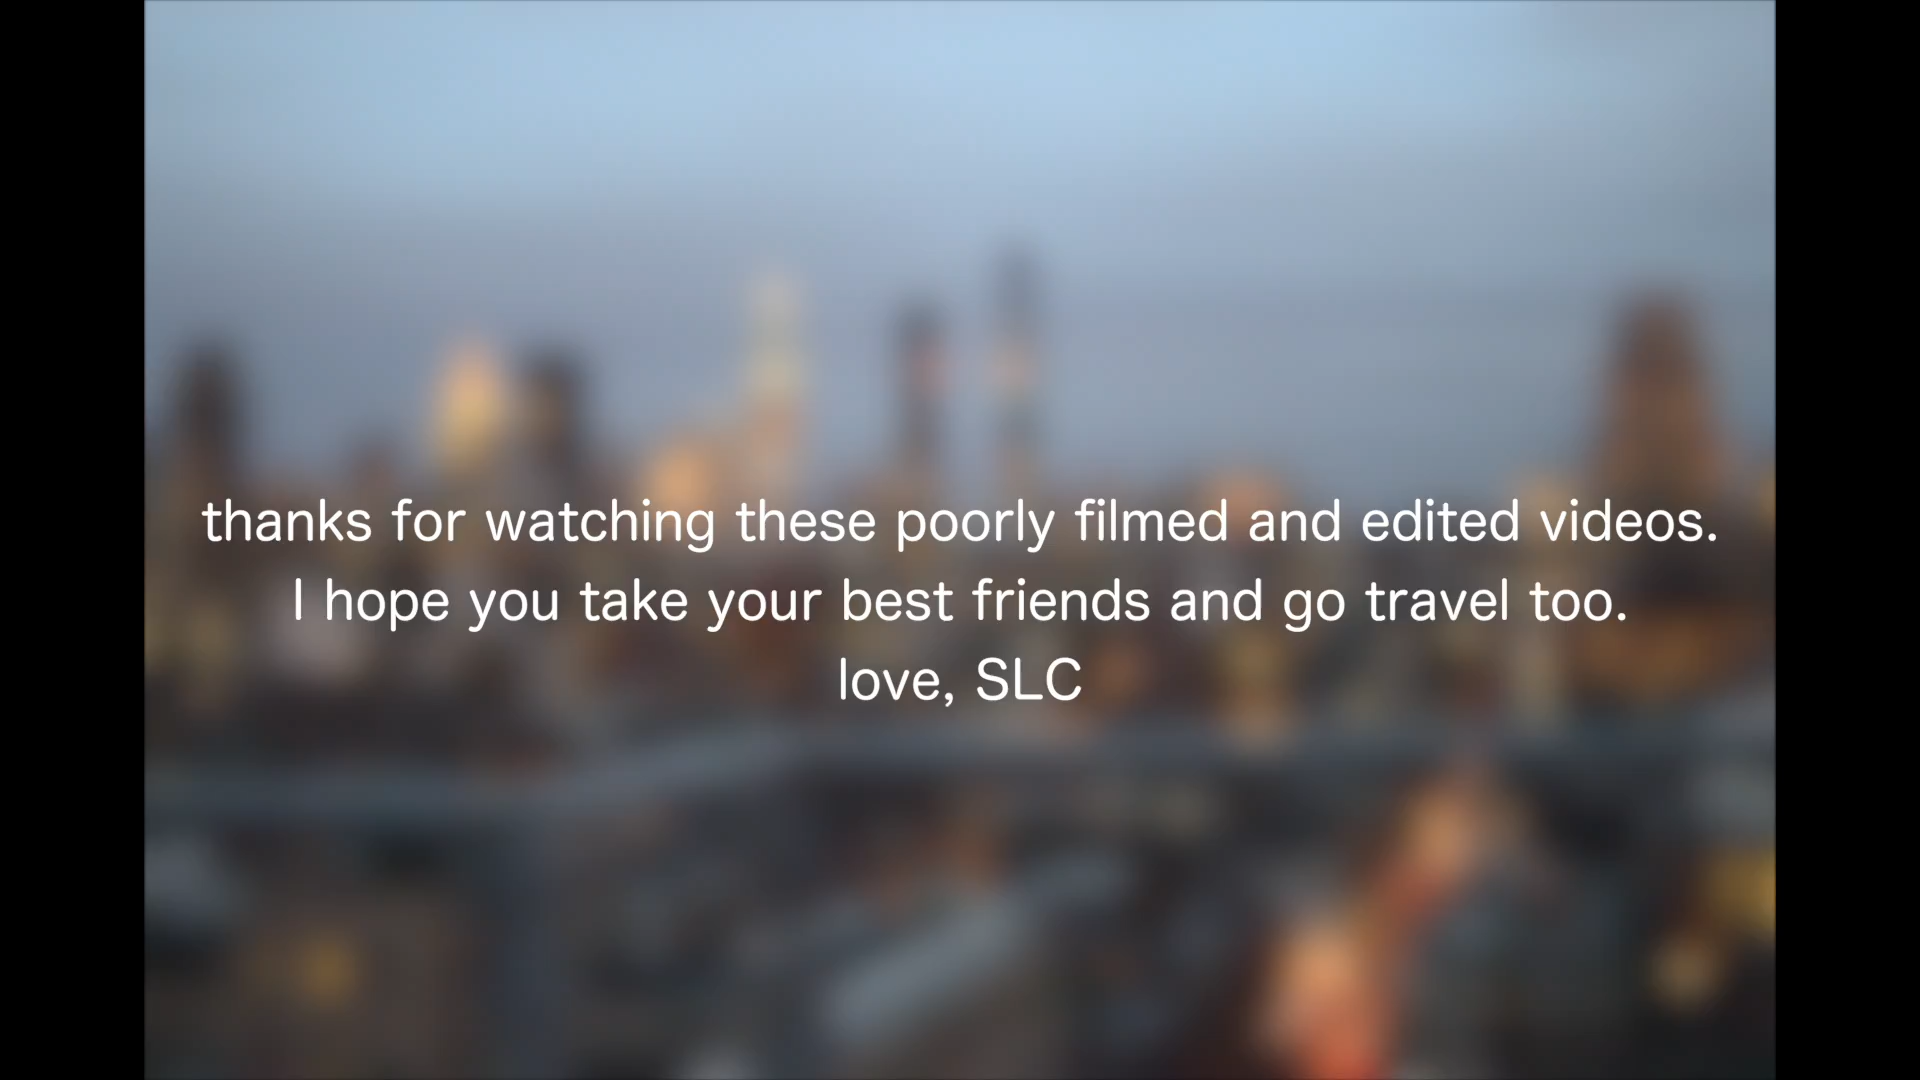 thanks for watching these poorly filmed and edited videos.
I hope you take your best friends and go travel too.
love, SLC